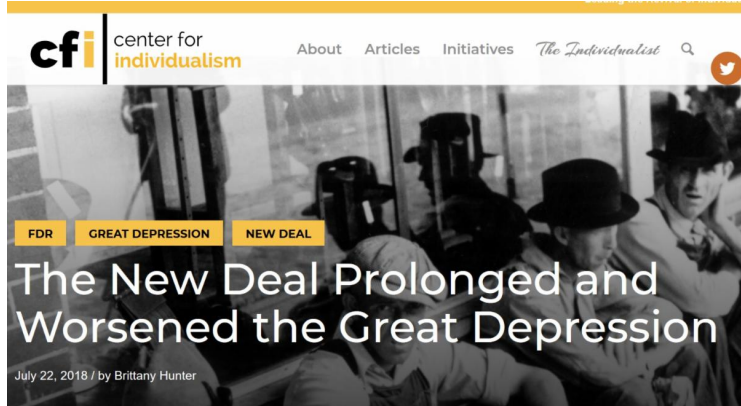 cfi
center for
individualism
About Articles Initiatives The Individualist
FDR GREAT DEPRESSION NEW DEAL
The New Deal Prolonged and
Worsened the Great Depression
July 22, 2018 / by Brittany Hunter